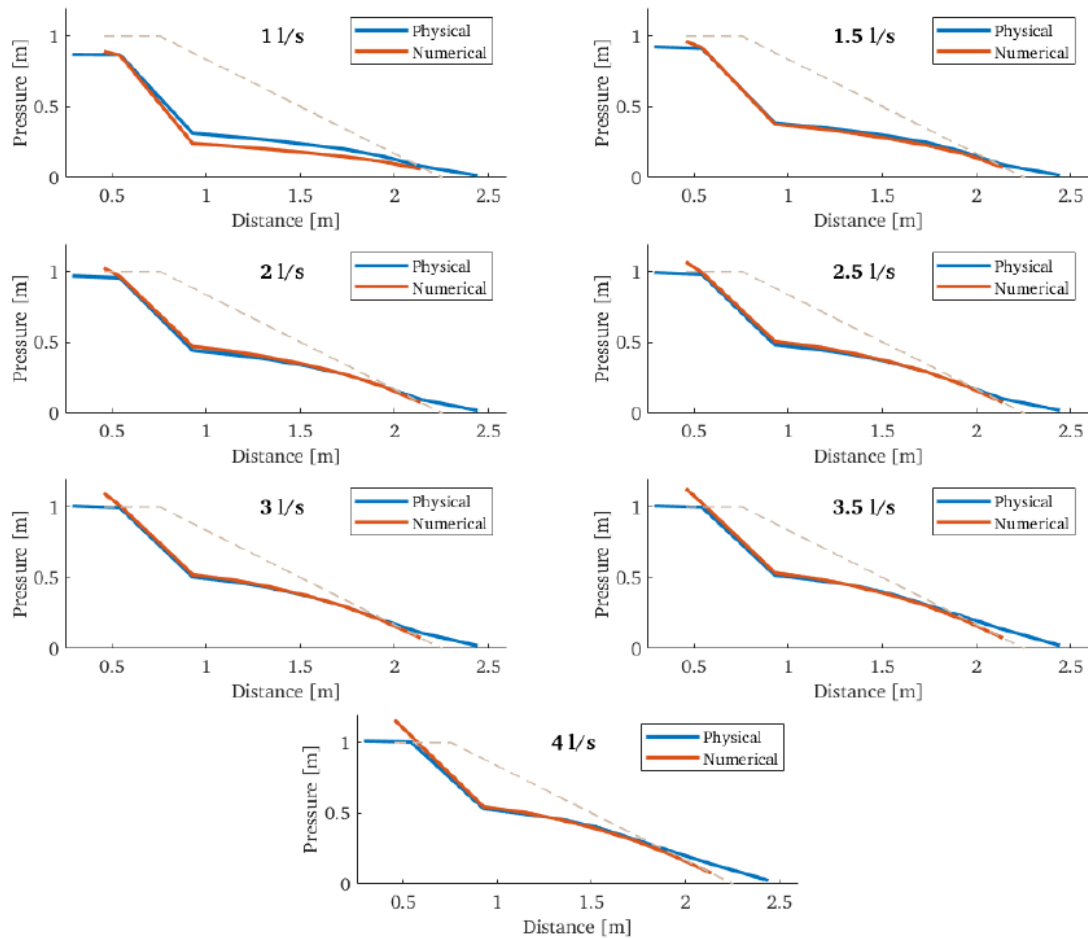 1 l/s
Physical
Numerical
Pressure [m]
1
0.5
0
0.5 1 1.5 2 2.5
Distance [m]
1.5 l/s
Physical
Numerical
Pressure [m]
1
0.5
0
0.5 1 1.5 2 2.5
Distance [m]
2 l/s
Physical
Numerical
Pressure [m]
1
0.5
0
0.5 1 1.5 2 2.5
Distance [m]
2.5 l/s
Physical
Numerical
Pressure [m]
1
0.5
0
0.5 1 1.5 2 2.5
Distance [m]
3 l/s
Physical
Numerical
Pressure [m]
1
0.5
0
0.5 1 1.5 2 2.5
Distance [m]
3.5 l/s
Physical
Numerical
Pressure [m]
1
0.5
0
0.5 1 1.5 2 2.5
Distance [m]
4 l/s
Physical
Numerical
Pressure [m]
1
0.5
0
0.5 1 1.5 2 2.5
Distance [m]